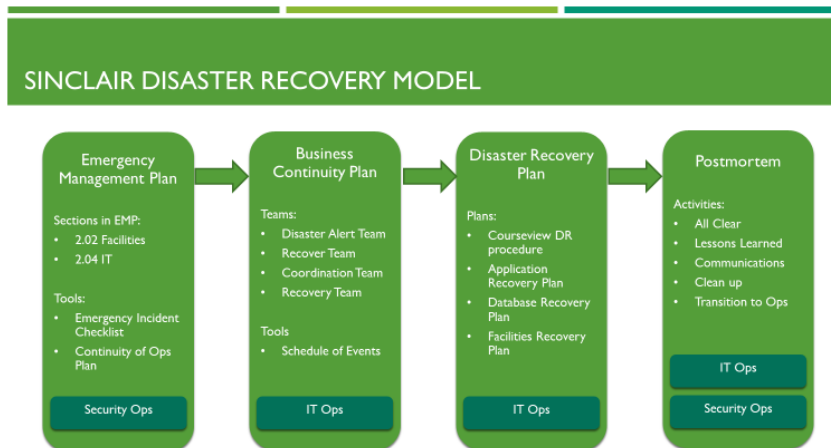 SINCLAIR DISASTER RECOVERY MODEL
Emergency
Management Plan
Sections in EMP:
• 2.02 Facilities
• 2.04 IT
Tools:
• Emergency Incident
Checklist
• Continuity of Ops
Plan
Security Ops
Business
Continuity Plan
Teams:
• Disaster Alert Team
• Recover Team
• Coordination Team
• Recovery Team
Tools
• Schedule of Events
IT Ops
Disaster Recovery
Plan
Plans:
• Courseview DR
procedure
• Application
Recovery Plan
• Database Recovery
Plan
• Facilities Recovery
Plan
IT Ops
Postmortem
Activities:
• All Clear
• Lessons Learned
• Communications
• Clean up
• Transition to Ops
IT Ops
Security Ops